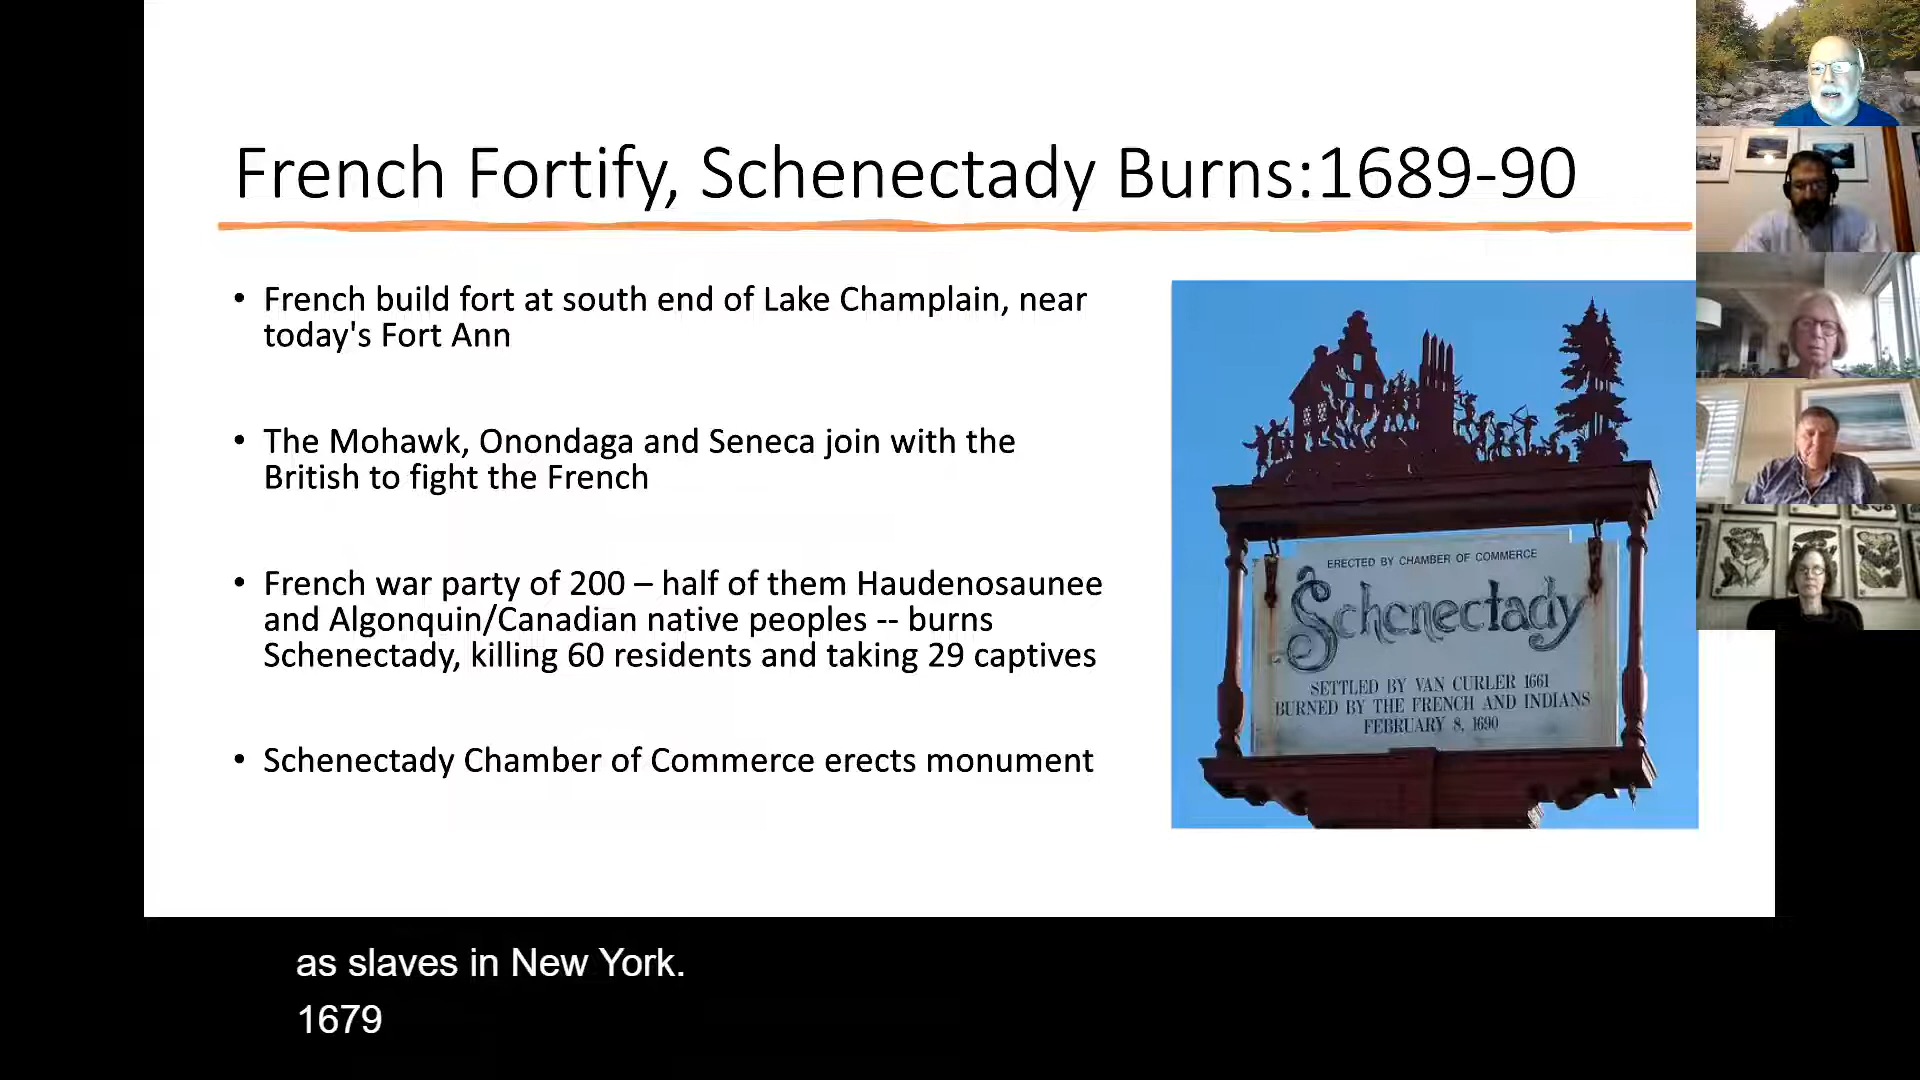 French Fortify, Schenectady Burns:1689-90
• French build fort at south end of Lake Champlain, near
today's Fort Ann
• The Mohawk, Onondaga and Seneca join with the
British to fight the French
• French war party of 200 – half of them Haudenosaunee
and Algonquin/Canadian native peoples -- burns
Schenectady, killing 60 residents and taking 29 captives
• Schenectady Chamber of Commerce erects monument
ERECTED BY CHAMBER OF COMMERCE
Schenectady
SETTLED BY VAN CURLER 1661
BURNED BY THE FRENCH AND INDIANS
FEBRUARY 8, 1690
as slaves in New York.
1679